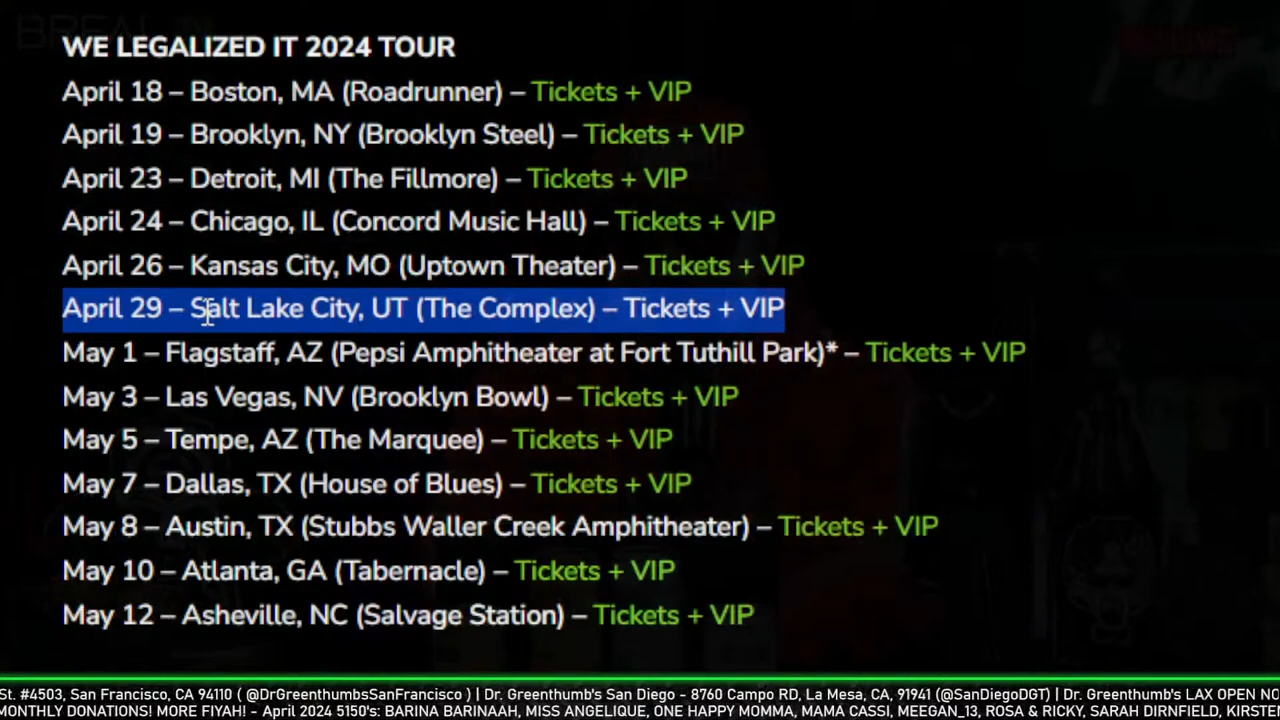 BREAL
WE LEGALIZED IT 2024 TOUR
April 18 – Boston, MA (Roadrunner) – Tickets + VIP
April 19 – Brooklyn, NY (Brooklyn Steel) – Tickets + VIP
April 23 – Detroit, MI (The Fillmore) – Tickets + VIP
April 24 – Chicago, IL (Concord Music Hall) – Tickets + VIP
April 26 – Kansas City, MO (Uptown Theater) – Tickets + VIP
April 29 – Salt Lake City, UT (The Complex) – Tickets + VIP
May 1 – Flagstaff, AZ (Pepsi Amphitheater at Fort Tuthill Park)* – Tickets + VIP
May 3 – Las Vegas, NV (Brooklyn Bowl) – Tickets + VIP
May 5 – Tempe, AZ (The Marquee) – Tickets + VIP
May 7 – Dallas, TX (House of Blues) – Tickets + VIP
May 8 – Austin, TX (Stubbs Waller Creek Amphitheater) – Tickets + VIP
May 10 – Atlanta, GA (Tabernacle) – Tickets + VIP
May 12 – Asheville, NC (Salvage Station) – Tickets + VIP
St. #4503, San Francisco, CA 94110 ( @DrGreenthumbsSanFrancisco ) | Dr. Greenthumb's San Diego - 8760 Campo RD, La Mesa, CA, 91941 (@SanDiegoDGT) | Dr. Greenthumb's LAX OPEN NO
MONTHLY DONATIONS! MORE FIYAH! - April 2024 5150's: BARINA BARINAAH, MISS ANGELIQUE, ONE HAPPY MOMMA, MAMA CASSI, MEEGAN_13, ROSA & RICKY, SARAH DIRNFIELD, KIRSTEN